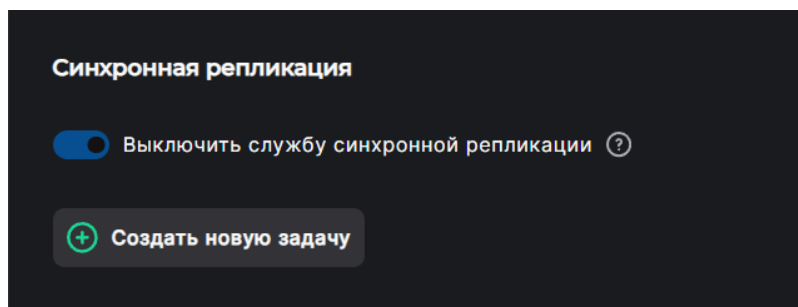 Синхронная репликация
Выключить службу синхронной репликации ?
Создать новую задачу